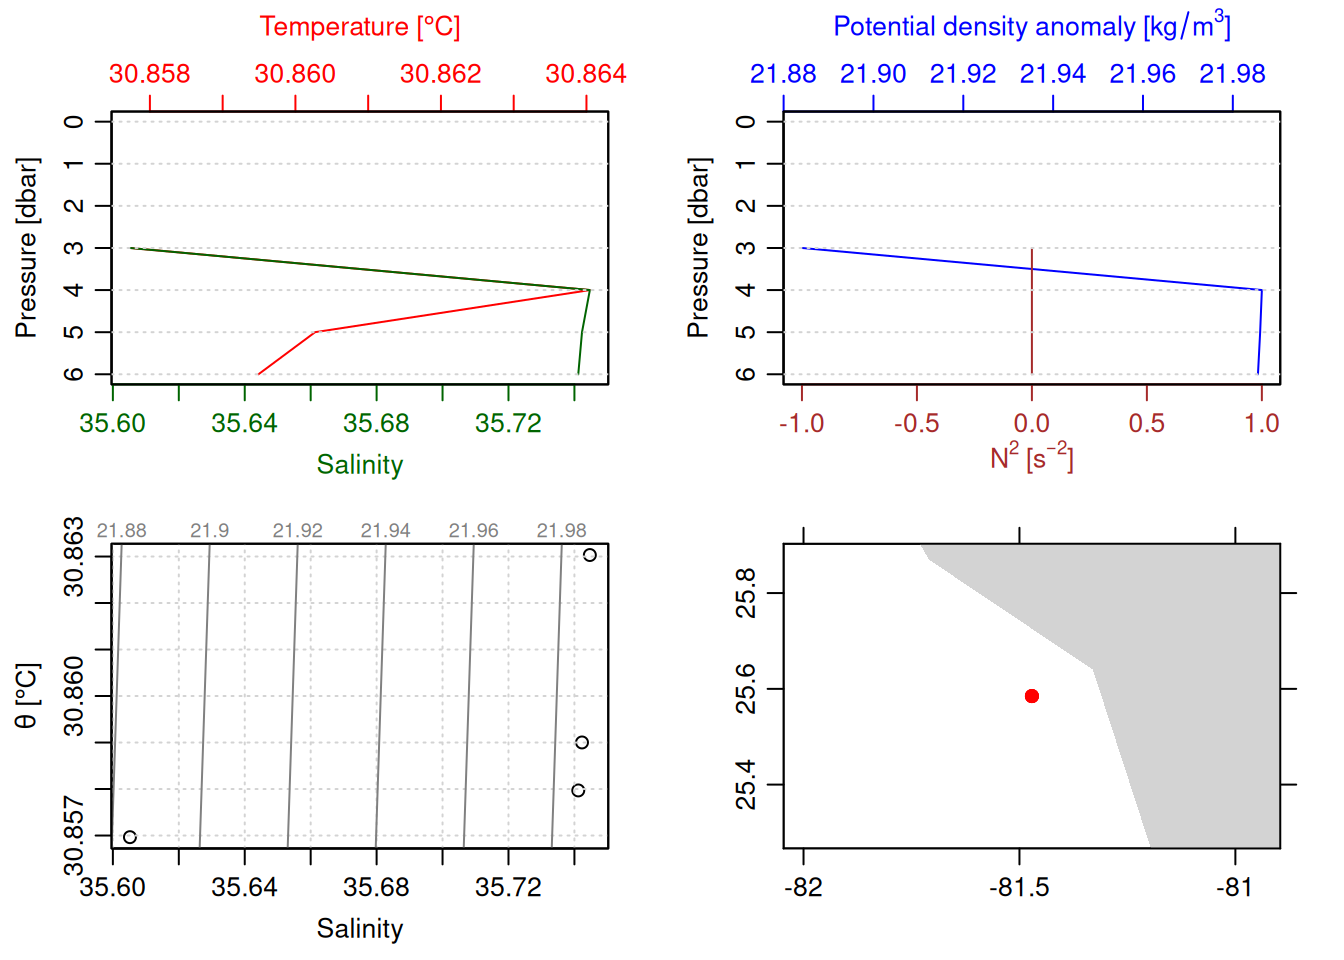 Temperature [°C]
30.858 30.860 30.862 30.864
Pressure [dbar]
0
1
2
3
4
5
6
35.60 35.64 35.68 35.72
Salinity
Potential density anomaly [kg/m³]
21.88 21.90 21.92 21.94 21.96 21.98
Pressure [dbar]
0
1
2
3
4
5
6
-1.0 -0.5 0.0 0.5 1.0
N² [s⁻²]
21.88 21.9 21.92 21.94 21.96 21.98
θ [°C]
30.863
30.860
30.857
35.60 35.64 35.68 35.72
Salinity
25.8
25.6
25.4
-82 -81.5 -81